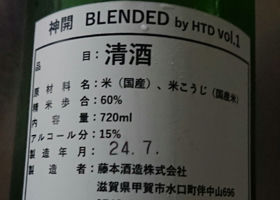 神開 BLENDED by HTD vol.1
品目:清酒
原材料名:米(国産)、米こうじ(国産米)
精米歩合:60%
内容量:720ml
アルコール分:15%
製造年月:24.7.
製造者:藤本酒造株式会社
滋賀県甲賀市水口町伴中山696